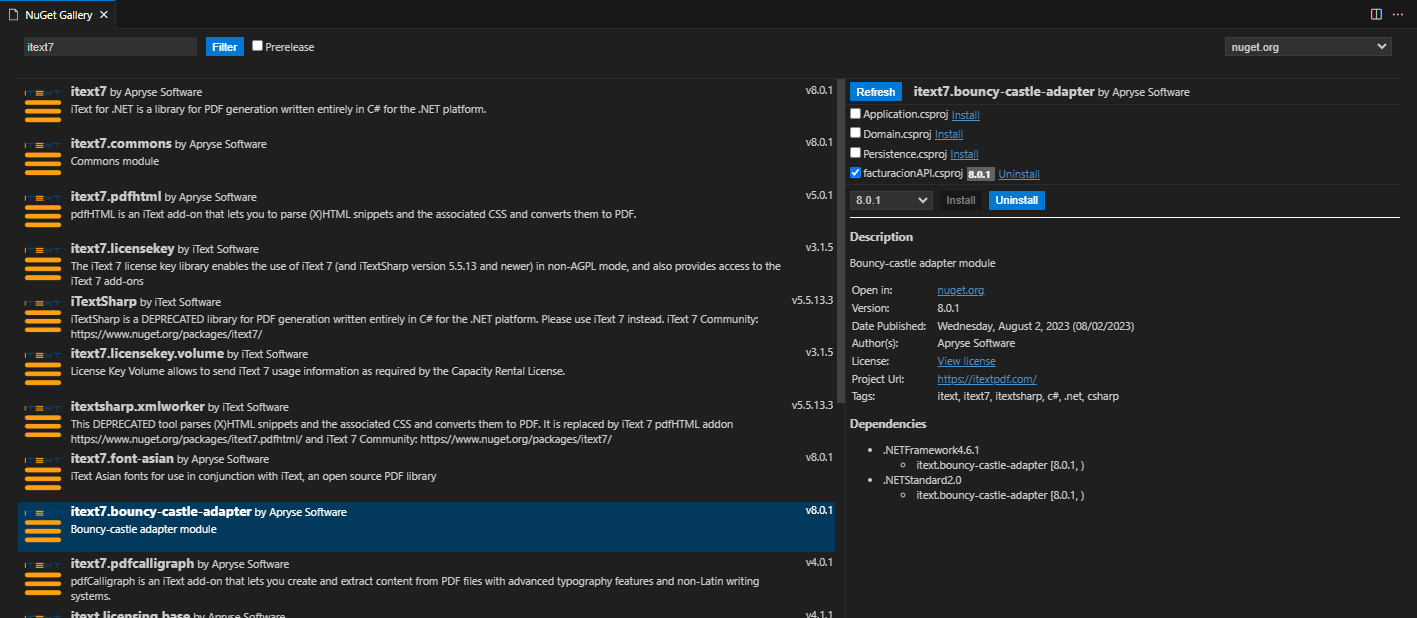 NuGet Gallery
itext7
Filter
Prerelease
nuget.org
itext7 by Apryse Software
v8.0.1
iText for .NET is a library for PDF generation written entirely in C# for the .NET platform.
itext7.commons by Apryse Software
v8.0.1
Commons module
itext7.pdfhtml by Apryse Software
v5.0.1
pdfHTML is an iText add-on that lets you to parse (X)HTML snippets and the associated CSS and converts them to PDF.
itext7.licensekey by iText Software
v3.1.5
The iText 7 license key library enables the use of iText 7 (and iTextSharp version 5.5.13 and newer) in non-AGPL mode, and also provides access to the
iText 7 add-ons
iTextSharp by iText Software
v5.5.13.3
iTextSharp is a DEPRECATED library for PDF generation written entirely in C# for the .NET platform. Please use iText 7 instead. iText 7 Community:
https://www.nuget.org/packages/itext7/
itext7.licensekey.volume by iText Software
v3.1.5
License Key Volume allows to send iText 7 usage information as required by the Capacity Rental License.
itextsharp.xmlworker by iText Software
v5.5.13.3
This DEPRECATED tool parses (X)HTML snippets and the associated CSS and converts them to PDF. It is replaced by iText 7 pdfHTML addon
https://www.nuget.org/packages/itext7.pdfhtml/ and iText 7 Community: https://www.nuget.org/packages/itext7/
itext7.font-asian by Apryse Software
v8.0.1
iText Asian fonts for use in conjunction with iText, an open source PDF library
itext7.bouncy-castle-adapter by Apryse Software
v8.0.1
Bouncy-castle adapter module
itext7.pdfcalligraph by Apryse Software
v4.0.1
pdfCalligraph is an iText add-on that lets you create and extract content from PDF files with advanced typography features and non-Latin writing
systems.
itext.licensing.base by Apryse Software
v4.1.1
Refresh
itext7.bouncy-castle-adapter by Apryse Software
Application.csproj Install
Domain.csproj Install
Persistence.csproj Install
facturacionAPI.csproj 8.0.1 Uninstall
8.0.1
Install
Uninstall
Description
Bouncy-castle adapter module
Open in: nuget.org
Version: 8.0.1
Date Published: Wednesday, August 2, 2023 (08/02/2023)
Author(s): Apryse Software
License: View license
Project Url: https://itextpdf.com/
Tags: itext, itext7, itextsharp, c#, .net, csharp
Dependencies
.NETFramework4.6.1
itext.bouncy-castle-adapter [8.0.1, )
.NETStandard2.0
itext.bouncy-castle-adapter [8.0.1, )